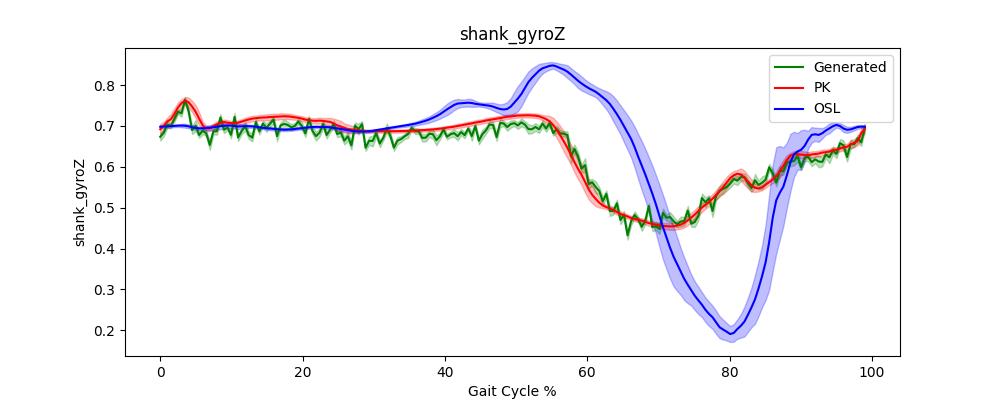 shank_gyroZ
Generated
PK
OSL
shank_gyroZ
0.8
0.7
0.6
0.5
0.4
0.3
0.2
0 20 40 60 80 100
Gait Cycle %